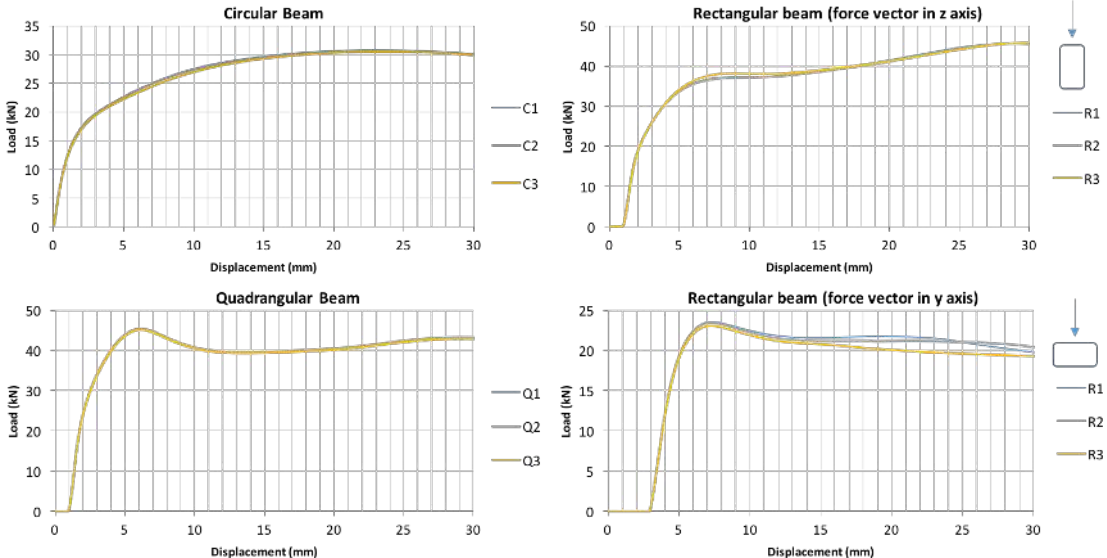 Circular Beam
35
30
25
20
15
10
5
0
Load (kN)
0 5 10 15 20 25 30
Displacement (mm)
C1
C2
C3
Rectangular beam (force vector in z axis)
50
40
30
20
10
0
Load (kN)
0 5 10 15 20 25 30
Displacement (mm)
R1
R2
R3
Quadrangular Beam
50
40
30
20
10
0
Load (kN)
0 5 10 15 20 25 30
Displacement (mm)
Q1
Q2
Q3
Rectangular beam (force vector in y axis)
25
20
15
10
5
0
Load (kN)
0 5 10 15 20 25 30
Displacement (mm)
R1
R2
R3